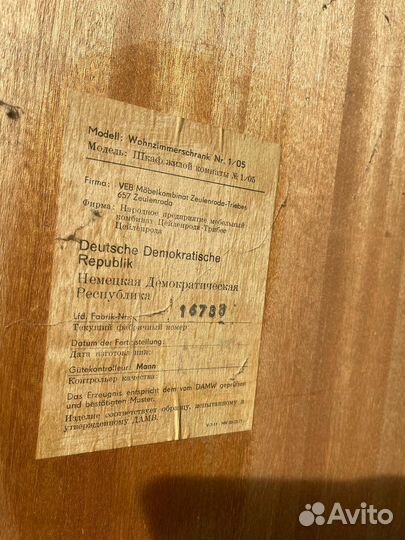 Modell: Wohnzimmerschrank Nr. 1/05
Модель: Шкаф жилой комнаты № 1/05
Firma: VEB Möbelkombinat Zeulenroda-Triebes
657 Zeulenroda
Фирма: Народное предприятие мебельный
комбинат Цейленрода-Трибес
Цейленрода
Deutsche Demokratische
Republik
Немецкая Демократическая
Республика
Lfd. Fabrik-Nr.: 16783
Текущий фабричный номер
Datum der Fertigstellung:
Дата изготовления:
Gütekontrolleur: Mann
Контролер качества:
Das Erzeugnis entspricht dem vom DAMW geprüften
und bestätigten Muster.
Изделие соответствует образцу, испытанному и
утвержденному ДАМВ.
Avito